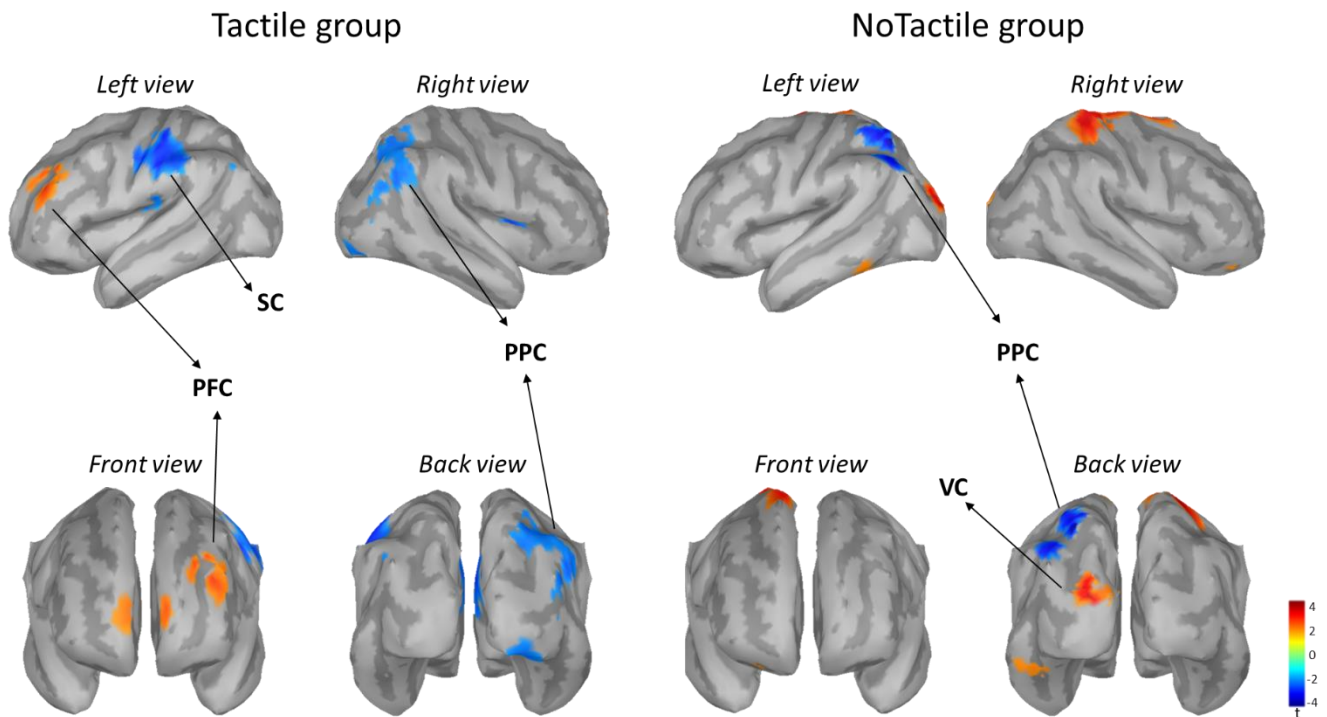 Tactile group
NoTactile group
Left view
Right view
Left view
Right view
SC
PPC
PPC
PFC
Front view
Back view
Front view
Back view
VC
4
2
0
-2
-4
t